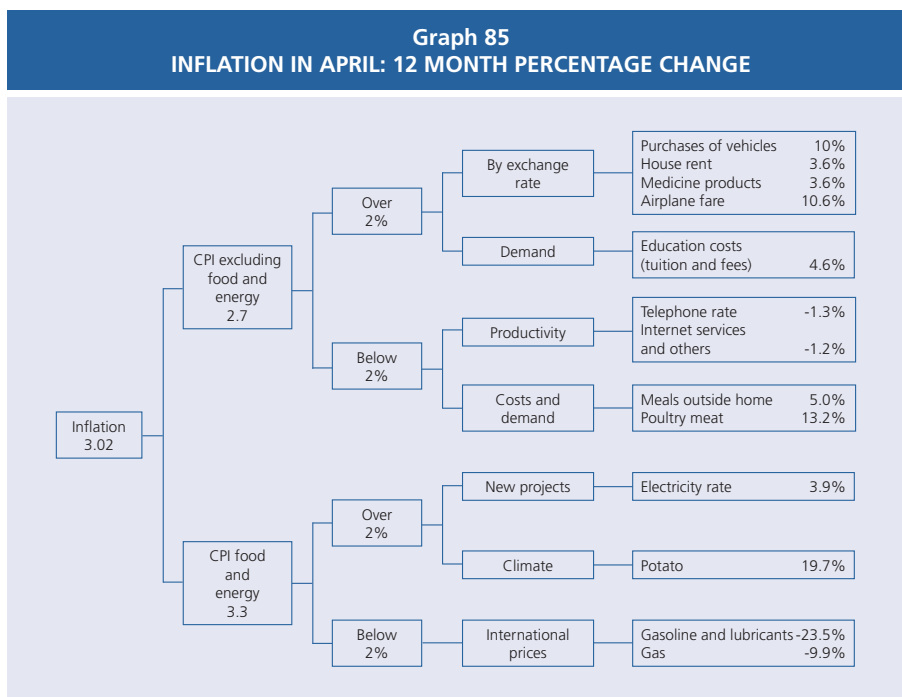 Graph 85
INFLATION IN APRIL: 12 MONTH PERCENTAGE CHANGE
Inflation
3.02
CPI excluding
food and
energy
2.7
Over
2%
By exchange
rate
Purchases of vehicles 10%
House rent 3.6%
Medicine products 3.6%
Airplane fare 10.6%
Demand
Education costs
(tuition and fees) 4.6%
Below
2%
Productivity
Telephone rate -1.3%
Internet services
and others -1.2%
Costs and
demand
Meals outside home 5.0%
Poultry meat 13.2%
CPI food
and
energy
3.3
Over
2%
New projects
Electricity rate 3.9%
Climate
Potato 19.7%
Below
2%
International
prices
Gasoline and lubricants -23.5%
Gas -9.9%